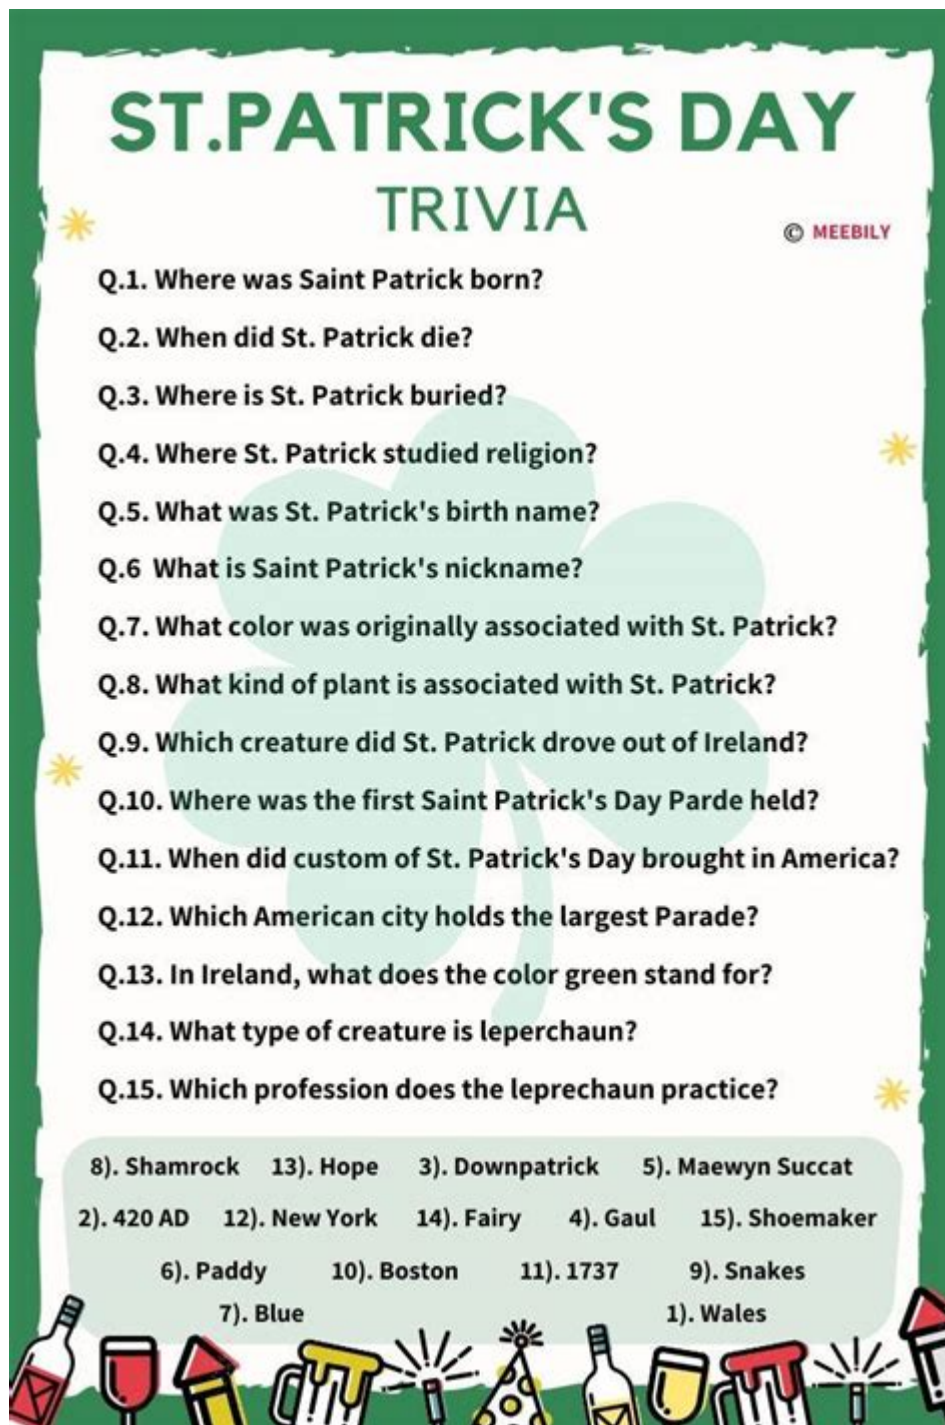 ST.PATRICK'S DAY
TRIVIA
© MEEBILY
Q.1. Where was Saint Patrick born?
Q.2. When did St. Patrick die?
Q.3. Where is St. Patrick buried?
Q.4. Where St. Patrick studied religion?
Q.5. What was St. Patrick's birth name?
Q.6 What is Saint Patrick's nickname?
Q.7. What color was originally associated with St. Patrick?
Q.8. What kind of plant is associated with St. Patrick?
Q.9. Which creature did St. Patrick drove out of Ireland?
Q.10. Where was the first Saint Patrick's Day Parde held?
Q.11. When did custom of St. Patrick's Day brought in America?
Q.12. Which American city holds the largest Parade?
Q.13. In Ireland, what does the color green stand for?
Q.14. What type of creature is leperchaun?
Q.15. Which profession does the leprechaun practice?
8). Shamrock 13). Hope 3). Downpatrick 5). Maewyn Succat
2). 420 AD 12). New York 14). Fairy 4). Gaul 15). Shoemaker
6). Paddy 10). Boston 11). 1737 9). Snakes
7). Blue 1). Wales